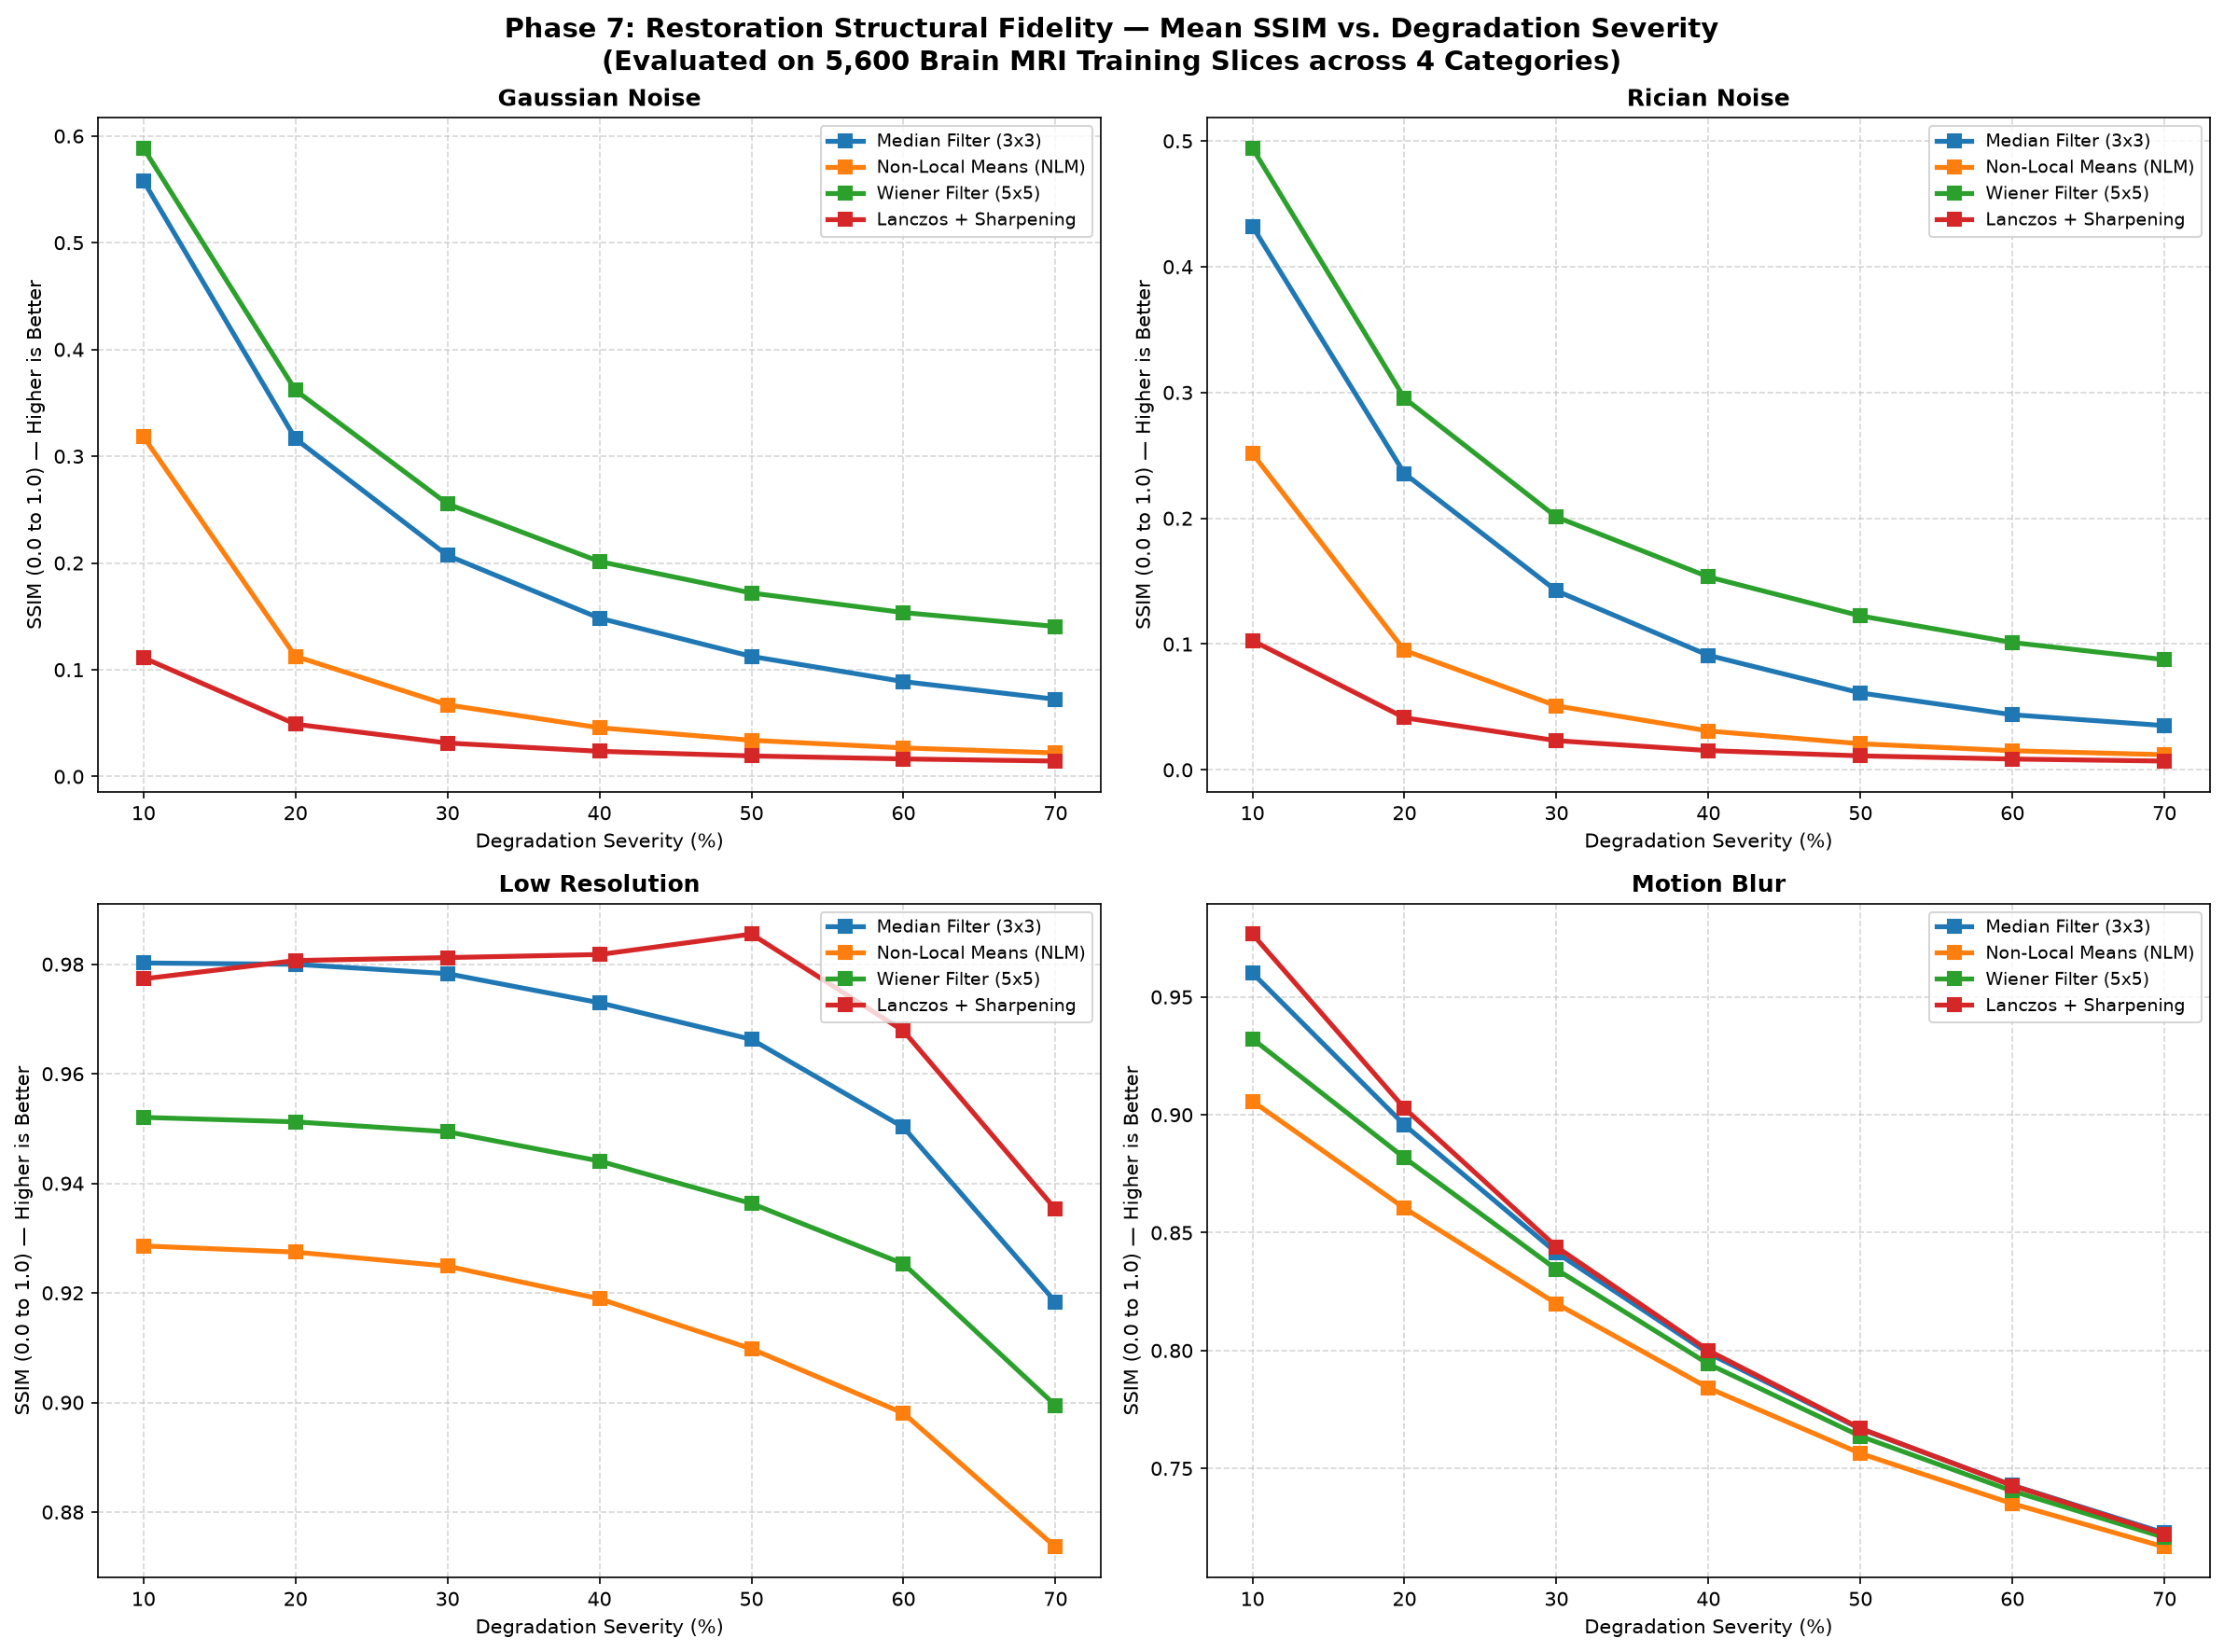 Phase 7: Restoration Structural Fidelity — Mean SSIM vs. Degradation Severity
(Evaluated on 5,600 Brain MRI Training Slices across 4 Categories)
Gaussian Noise
SSIM (0.0 to 1.0) — Higher is Better
0.6
0.5
0.4
0.3
0.2
0.1
0.0
Median Filter (3x3)
Non-Local Means (NLM)
Wiener Filter (5x5)
Lanczos + Sharpening
10 20 30 40 50 60 70
Degradation Severity (%)
Rician Noise
SSIM (0.0 to 1.0) — Higher is Better
0.5
0.4
0.3
0.2
0.1
0.0
Median Filter (3x3)
Non-Local Means (NLM)
Wiener Filter (5x5)
Lanczos + Sharpening
10 20 30 40 50 60 70
Degradation Severity (%)
Low Resolution
SSIM (0.0 to 1.0) — Higher is Better
0.98
0.96
0.94
0.92
0.90
0.88
Median Filter (3x3)
Non-Local Means (NLM)
Wiener Filter (5x5)
Lanczos + Sharpening
10 20 30 40 50 60 70
Degradation Severity (%)
Motion Blur
SSIM (0.0 to 1.0) — Higher is Better
0.95
0.90
0.85
0.80
0.75
Median Filter (3x3)
Non-Local Means (NLM)
Wiener Filter (5x5)
Lanczos + Sharpening
10 20 30 40 50 60 70
Degradation Severity (%)